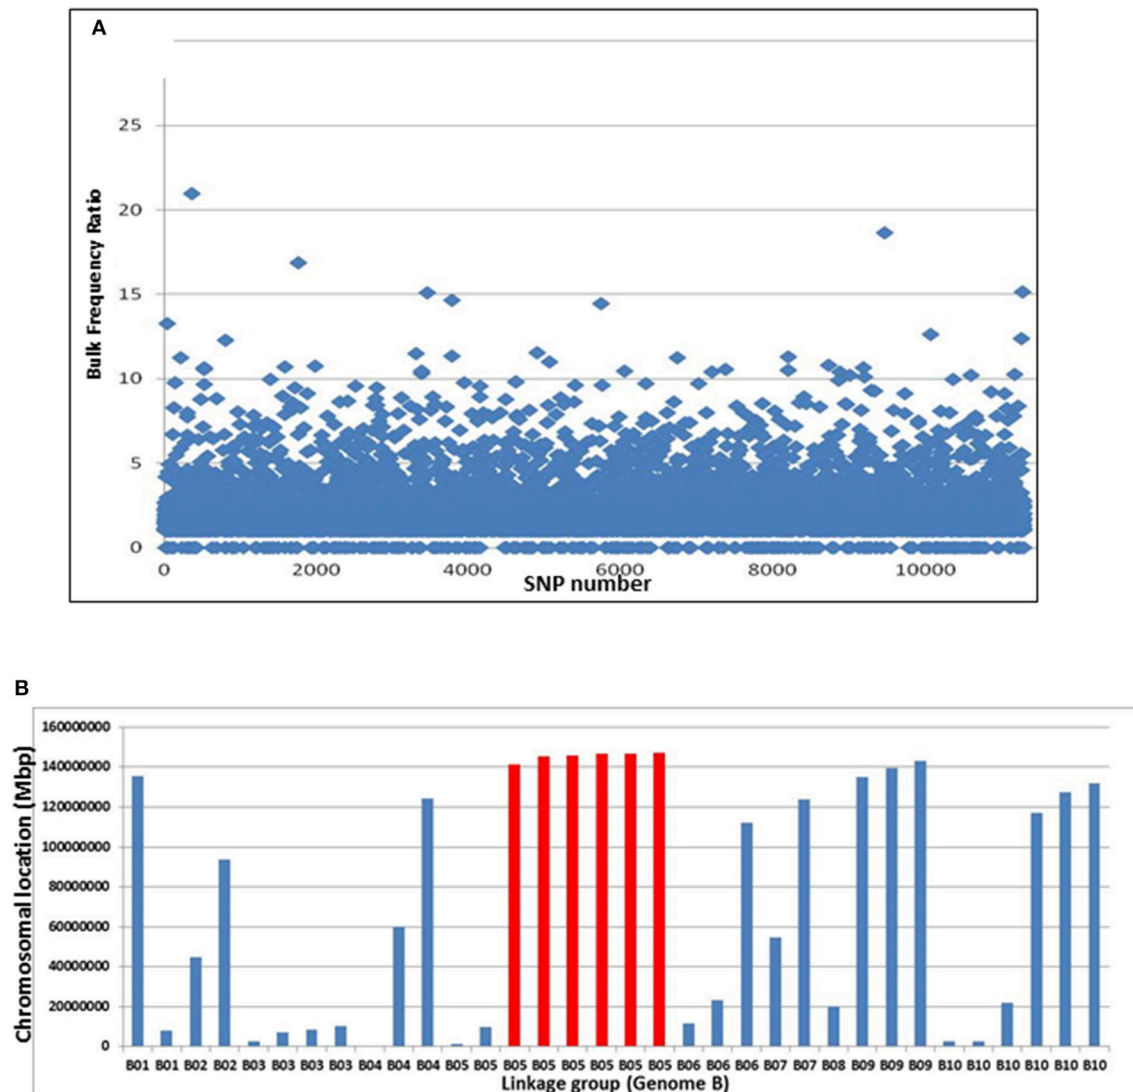 A
25
20
15
10
5
0
Bulk Frequency Ratio
0 2000 4000 6000 8000 10000
SNP number
B
160000000
140000000
120000000
100000000
80000000
60000000
40000000
20000000
0
Chromosomal location (Mbp)
B01 B01 B02 B02 B03 B03 B03 B03 B04 B04 B04 B05 B05 B05 B05 B05 B05 B05 B05 B06 B06 B06 B07 B07 B08 B09 B09 B09 B10 B10 B10 B10 B10 B10
Linkage group (Genome B)